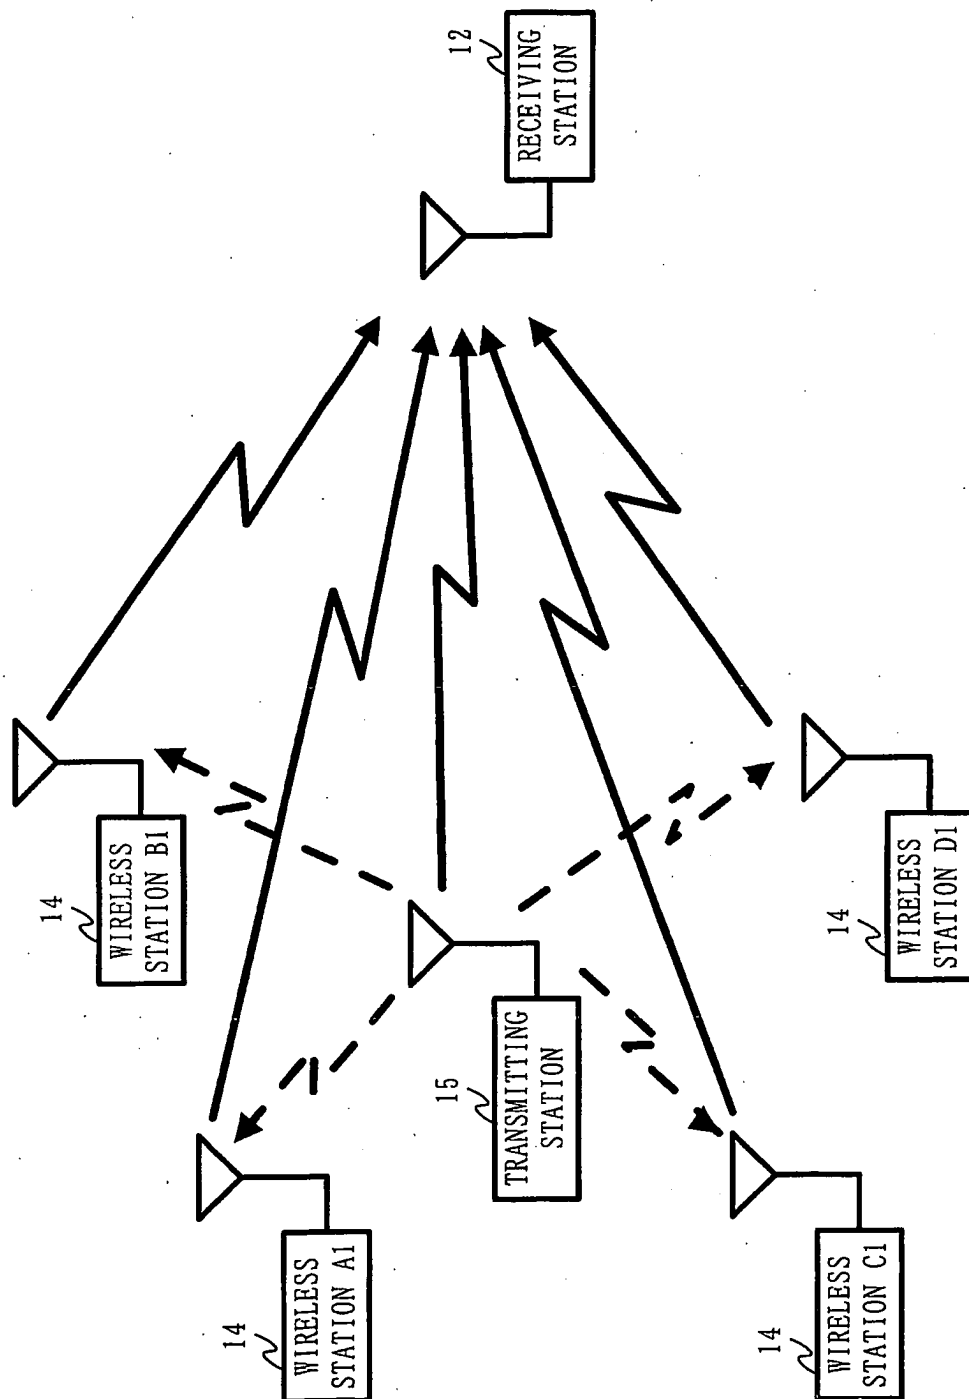 14
WIRELESS
STATION A1
14
WIRELESS
STATION B1
15
TRANSMITTING
STATION
12
RECEIVING
STATION
14
WIRELESS
STATION C1
14
WIRELESS
STATION D1